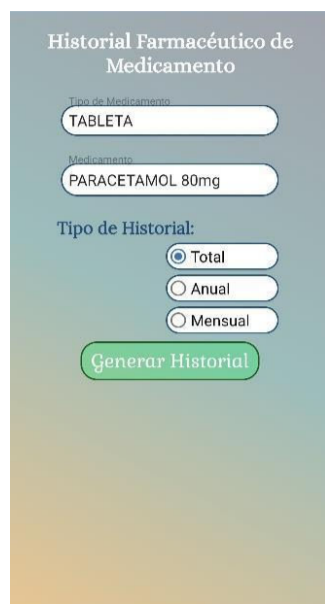 Historial Farmacéutico de
Medicamento
Tipo de Medicamento
TABLETA
Medicamento
PARACETAMOL 80mg
Tipo de Historial:
Total
Anual
Mensual
Generar Historial